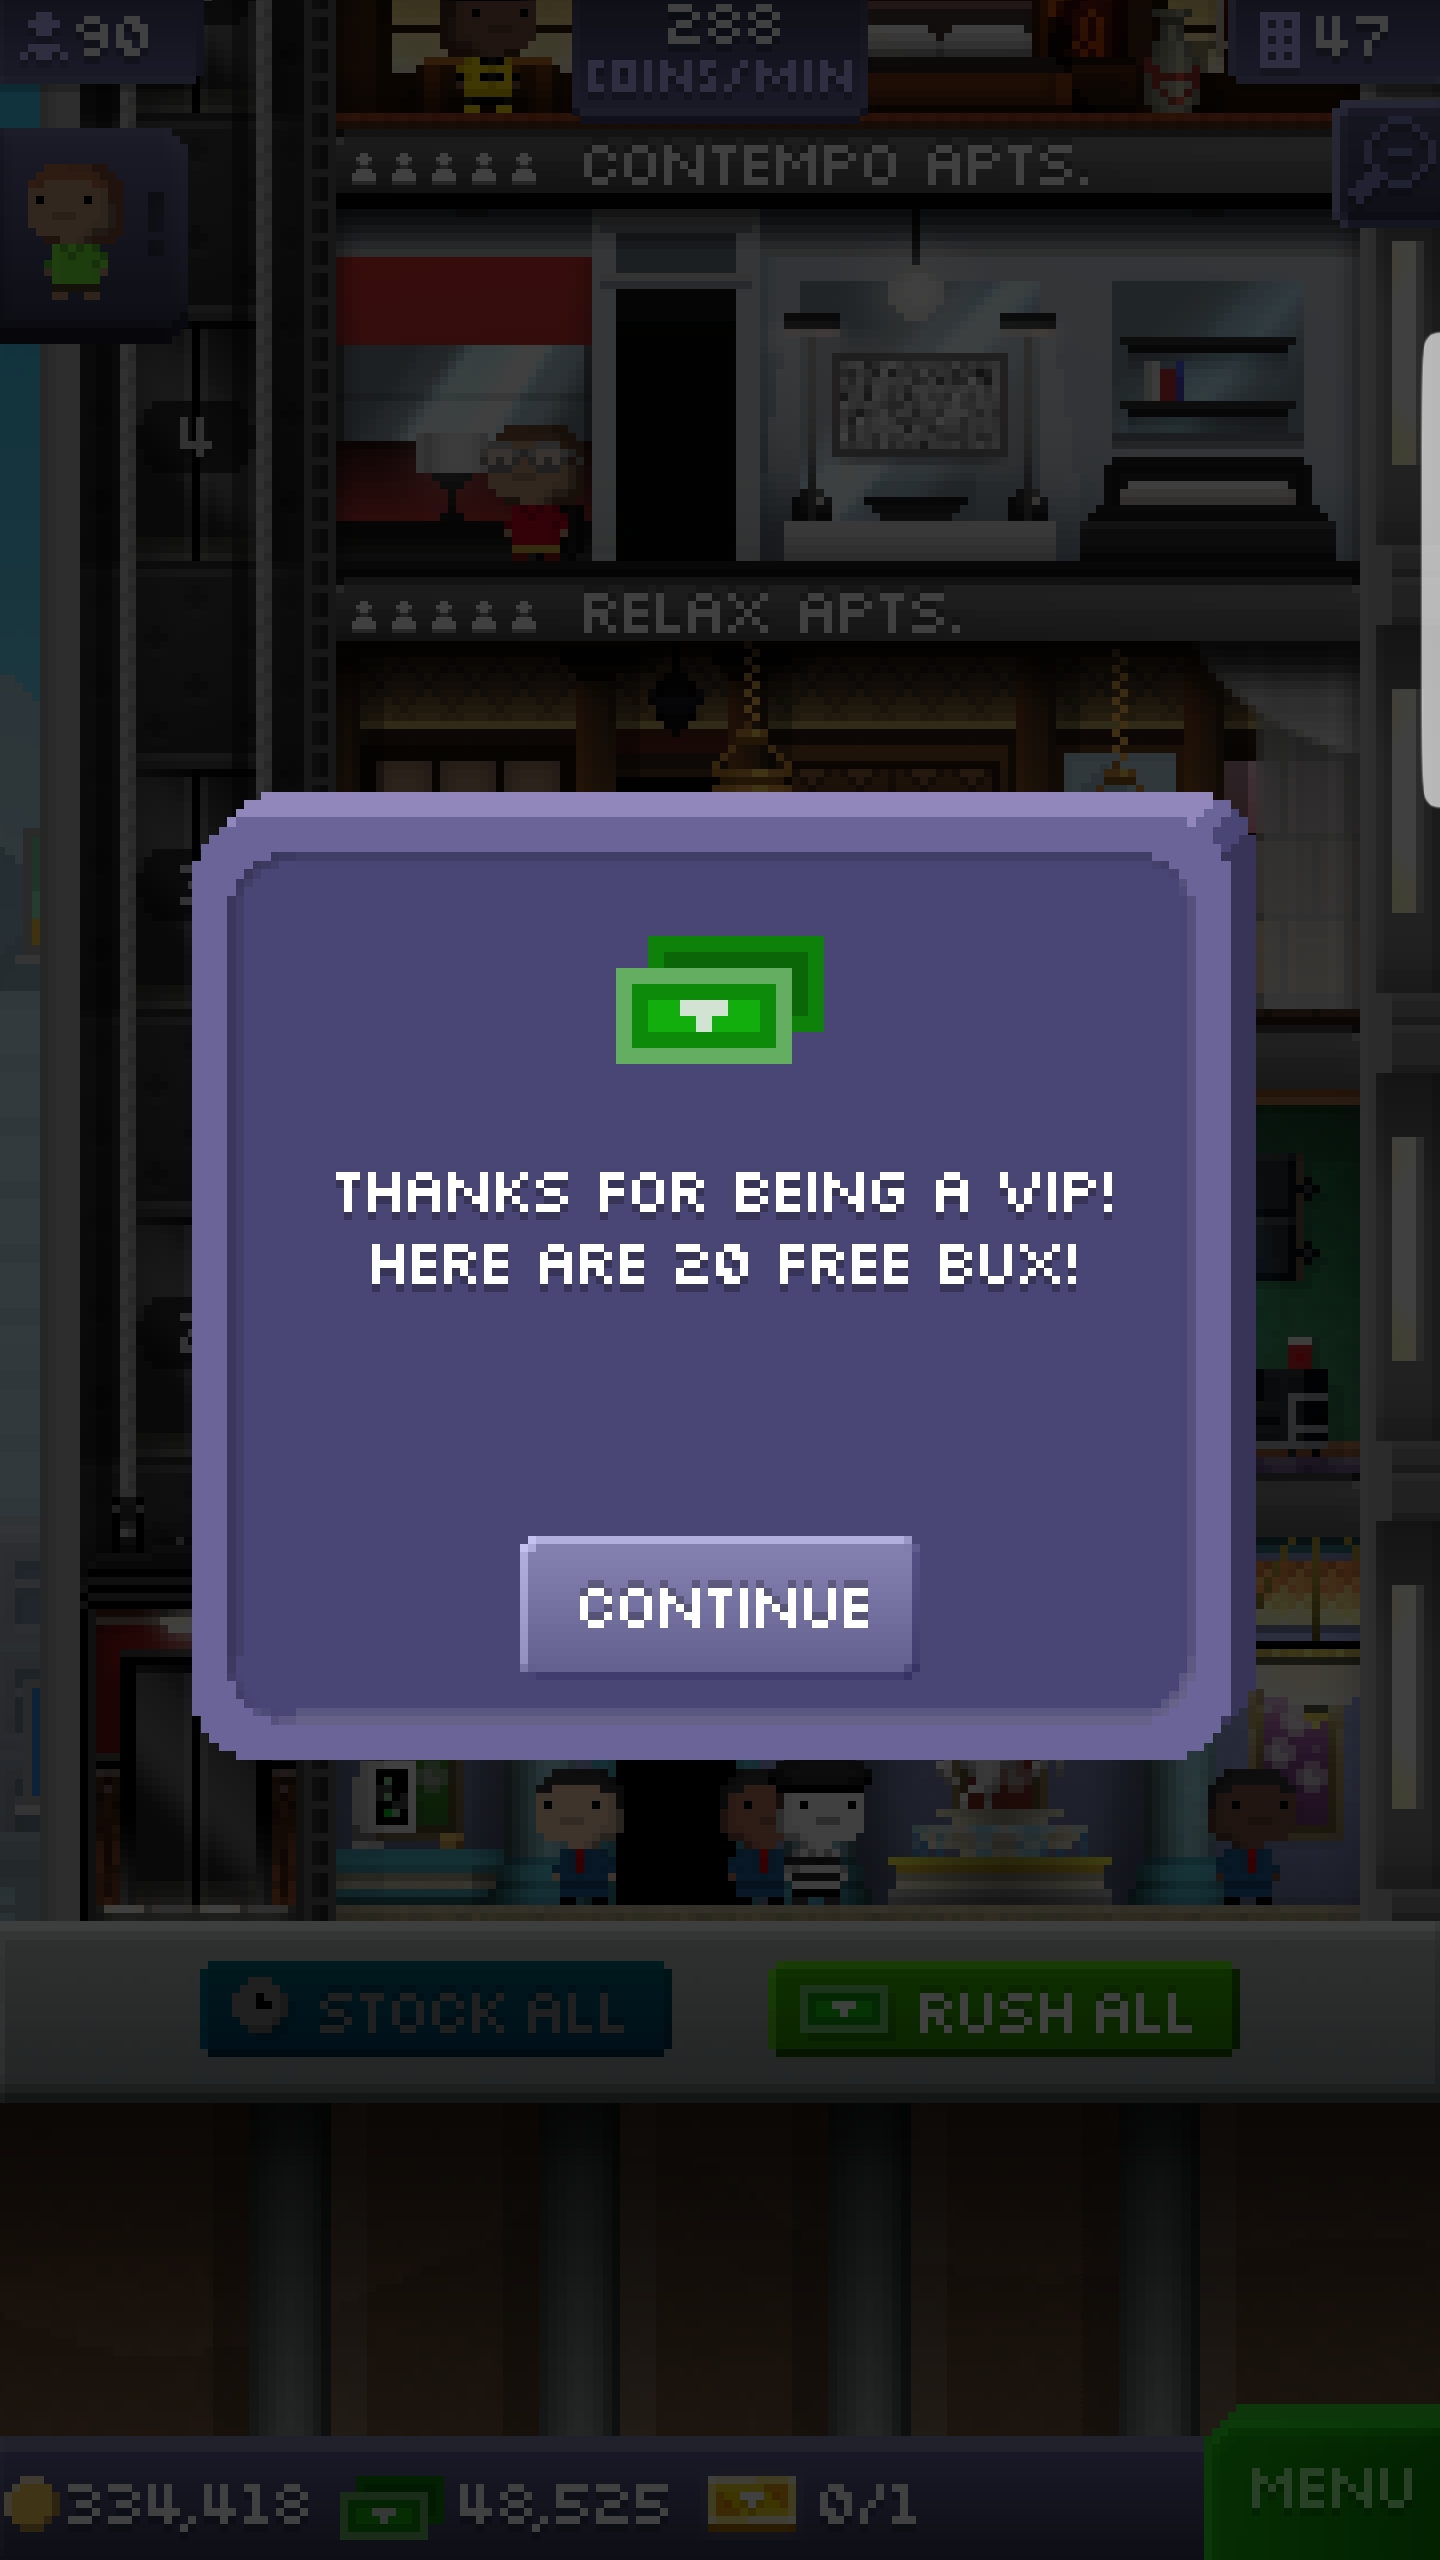 90
288
COINS/MIN
47
CONTEMPO APTS.
!
4
RELAX APTS.
THANKS FOR BEING A VIP!
HERE ARE 20 FREE BUX!
CONTINUE
STOCK ALL
RUSH ALL
334,418
48,525
0/1
MENU